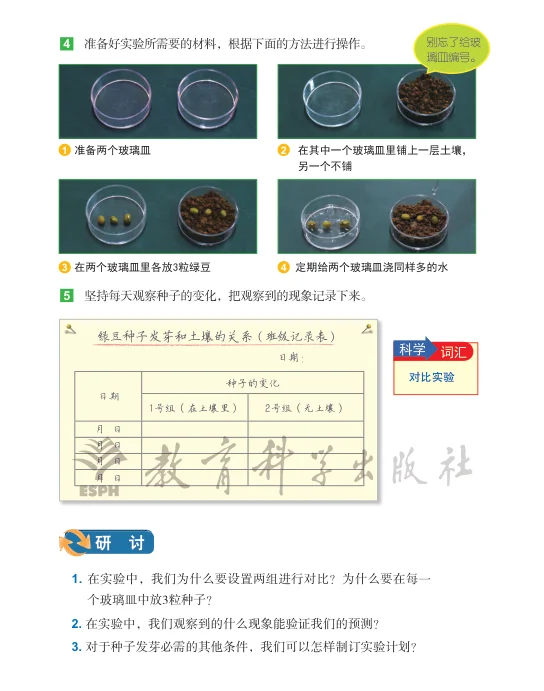 4 准备好实验所需要的材料，根据下面的方法进行操作。
别忘了给玻
璃皿编号。
1 准备两个玻璃皿
2 在其中一个玻璃皿里铺上一层土壤，
另一个不铺
3 在两个玻璃皿里各放3粒绿豆
4 定期给两个玻璃皿浇同样多的水
5 坚持每天观察种子的变化，把观察到的现象记录下来。
绿豆种子发芽和土壤的关系（班级记录表）
日期：
日期
种子的变化
1号组（在土壤里）
2号组（无土壤）
月 日
月 日
月 日
月 日
科学 词汇
对比实验
ESPH
教育科学出版社
研 讨
1. 在实验中，我们为什么要设置两组进行对比？为什么要在每一
个玻璃皿中放3粒种子？
2. 在实验中，我们观察到的什么现象能验证我们的预测？
3. 对于种子发芽必需的其他条件，我们可以怎样制订实验计划？